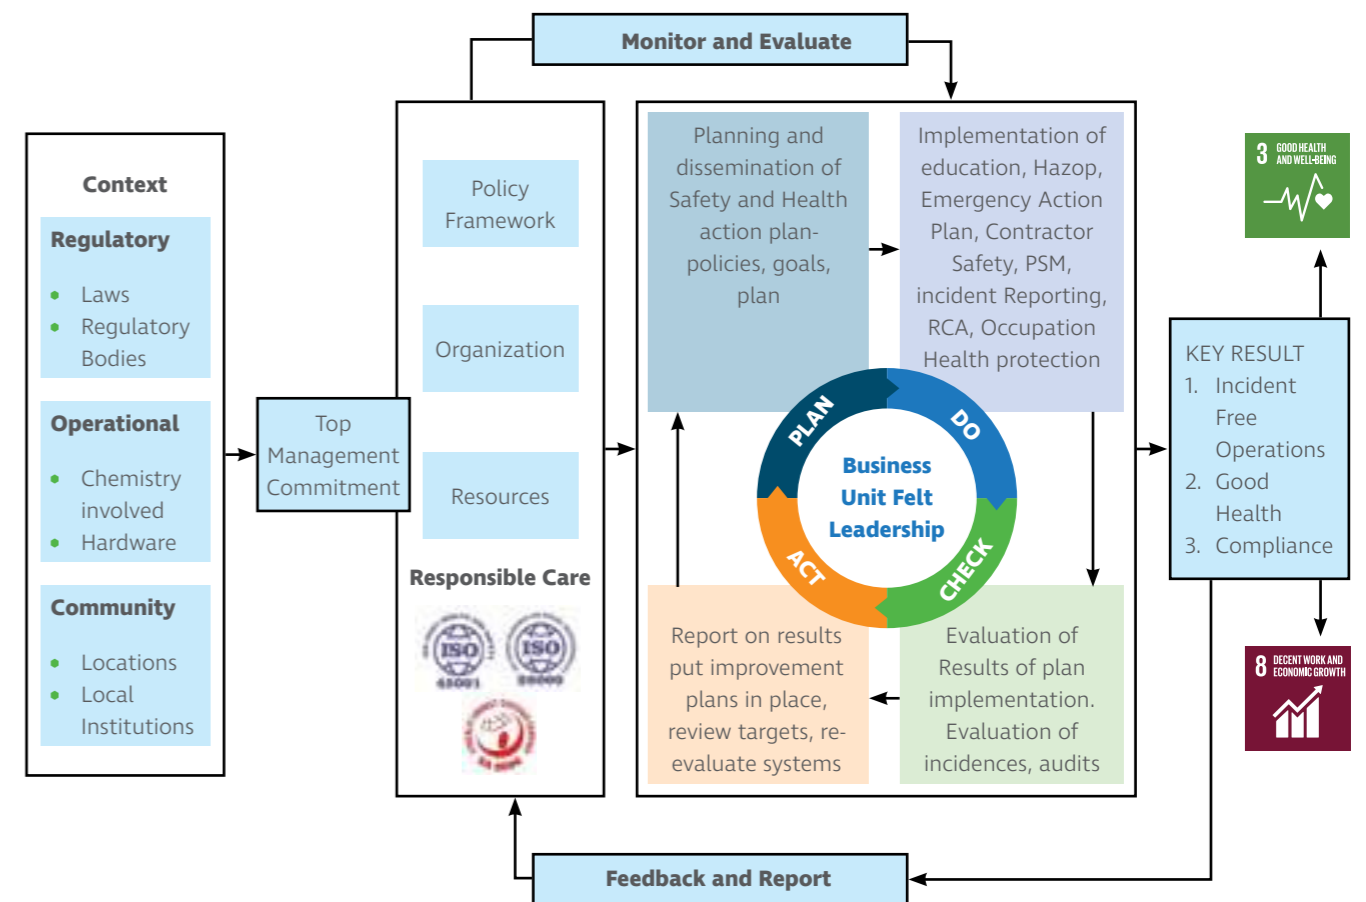 Monitor and Evaluate
Context
Regulatory
Laws
Regulatory
Bodies
Operational
Chemistry
involved
Hardware
Community
Locations
Local
Institutions
Top
Management
Commitment
Policy
Framework
Organization
Resources
Responsible Care
ISO
45001
ISO
Planning and
dissemination of
Safety and Health
action plan-
policies, goals,
plan
Implementation of
education, Hazop,
Emergency Action
Plan, Contractor
Safety, PSM,
incident Reporting,
RCA, Occupation
Health protection
PLAN
DO
CHECK
ACT
Business
Unit Felt
Leadership
Report on results
put improvement
plans in place,
review targets, re-
evaluate systems
Evaluation of
Results of plan
implementation.
Evaluation of
incidences, audits
KEY RESULT
1. Incident
Free
Operations
2. Good
Health
3. Compliance
3 GOOD HEALTH
AND WELL-BEING
8 DECENT WORK AND
ECONOMIC GROWTH
Feedback and Report